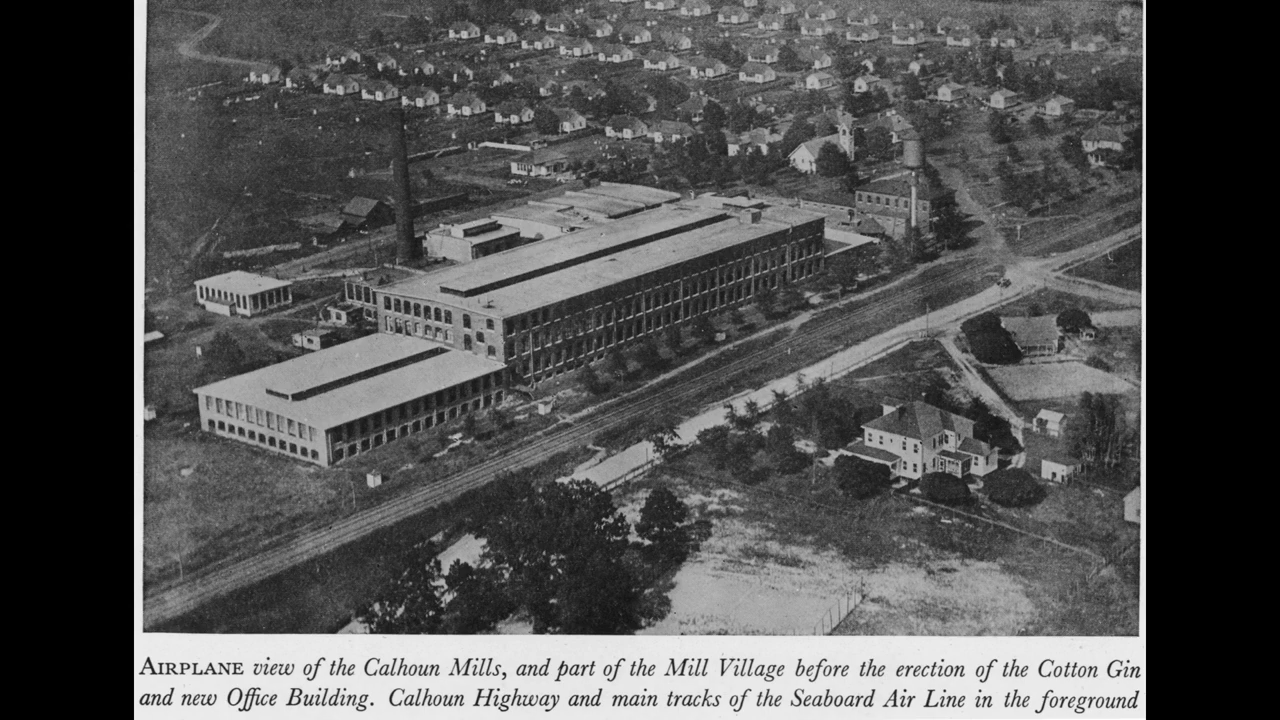 AIRPLANE view of the Calhoun Mills, and part of the Mill Village before the erection of the Cotton Gin
and new Office Building. Calhoun Highway and main tracks of the Seaboard Air Line in the foreground